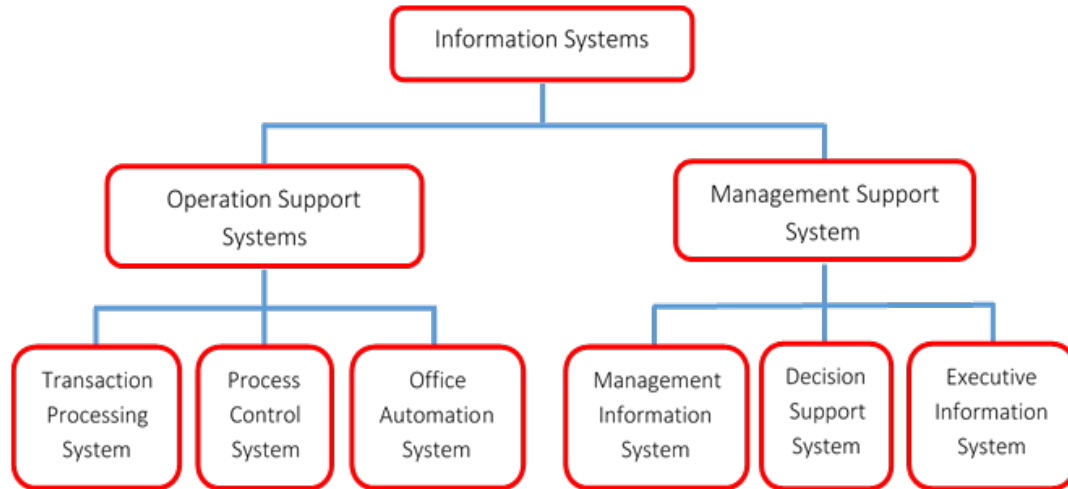 Information Systems
Operation Support
Systems
Management Support
System
Transaction
Processing
System
Process
Control
System
Office
Automation
System
Management
Information
System
Decision
Support
System
Executive
Information
System